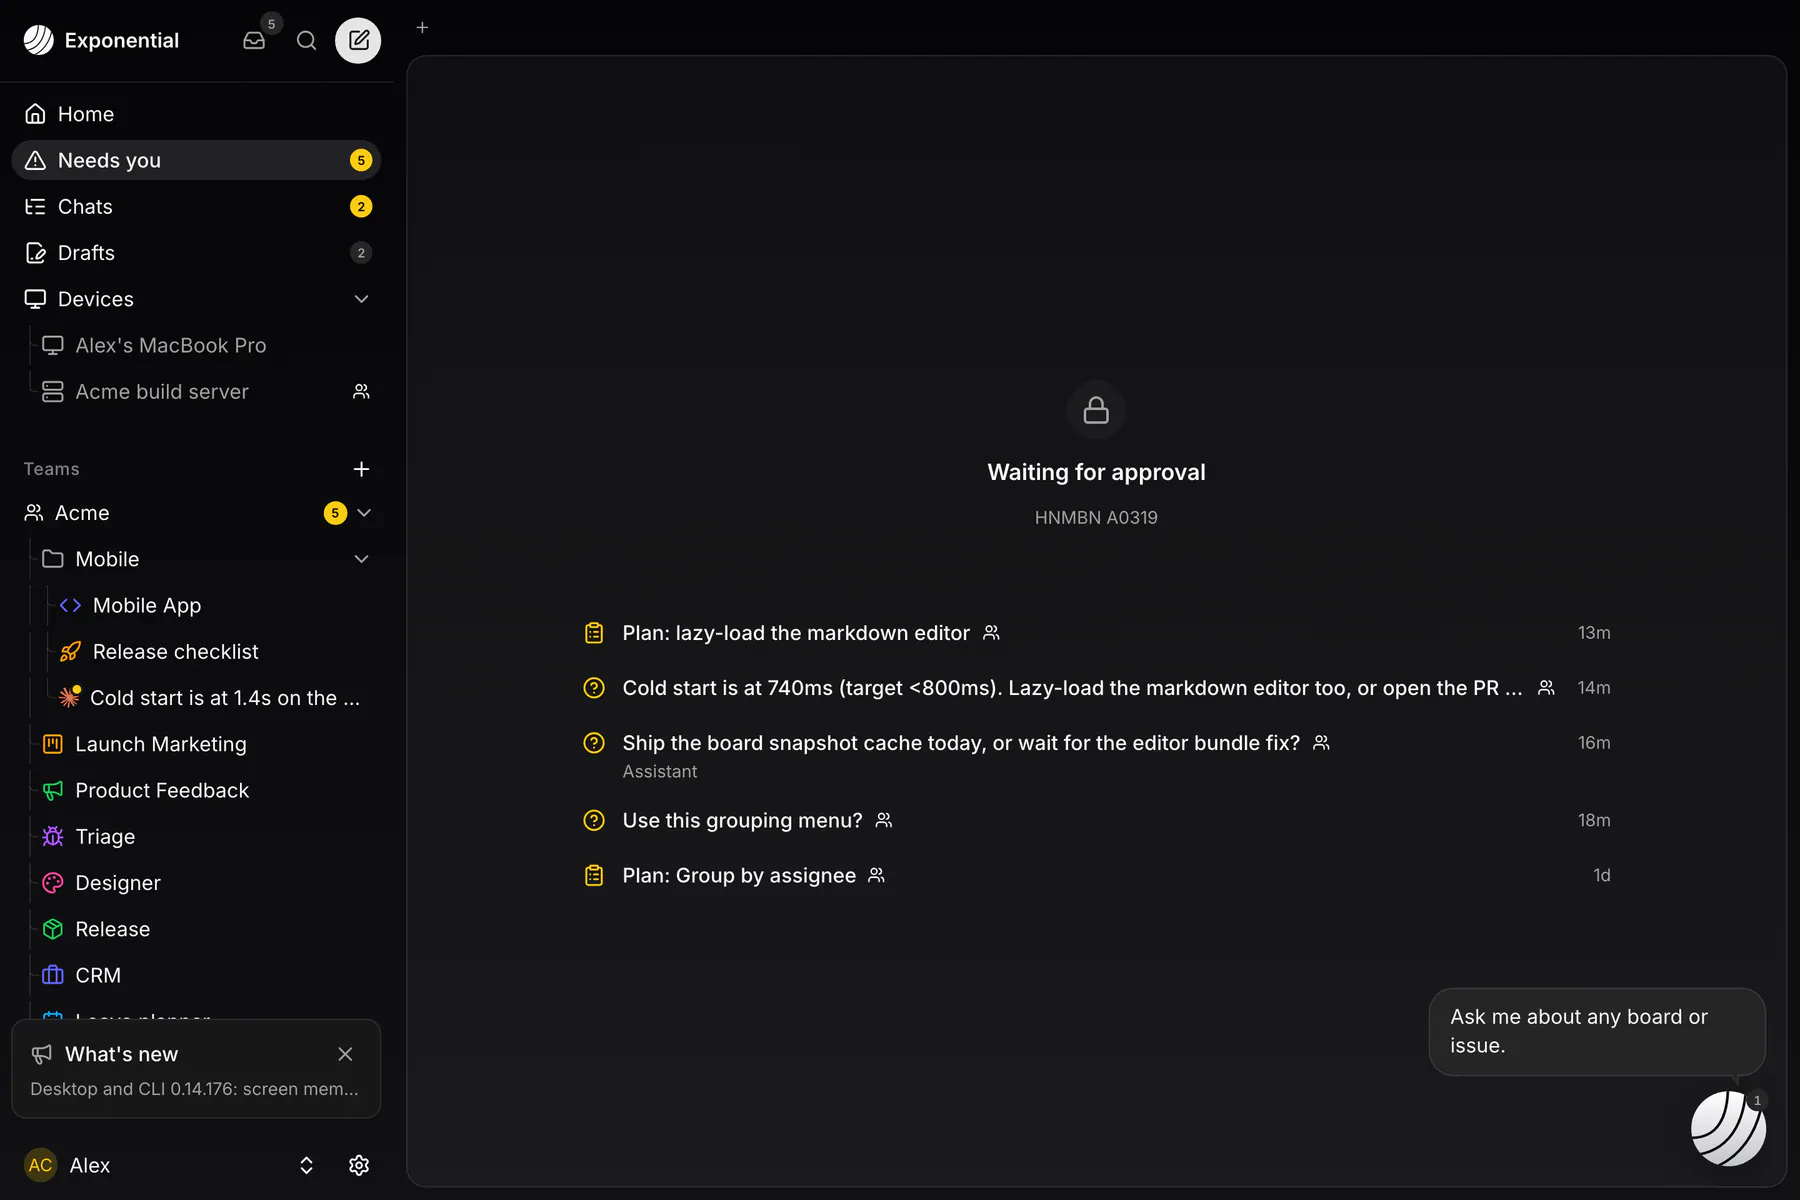 Exponential
5
Home
Needs you
5
Chats
2
Drafts
2
Devices
Alex's MacBook Pro
Acme build server
Teams
Acme
5
Mobile
Mobile App
Release checklist
Cold start is at 1.4s on the ...
Launch Marketing
Product Feedback
Triage
Designer
Release
CRM
What's new
Desktop and CLI 0.14.176: screen mem...
AC
Alex
Waiting for approval
HNMBN A0319
Plan: lazy-load the markdown editor
13m
Cold start is at 740ms (target <800ms). Lazy-load the markdown editor too, or open the PR ...
14m
Ship the board snapshot cache today, or wait for the editor bundle fix?
16m
Assistant
Use this grouping menu?
18m
Plan: Group by assignee
1d
Ask me about any board or
issue.
1